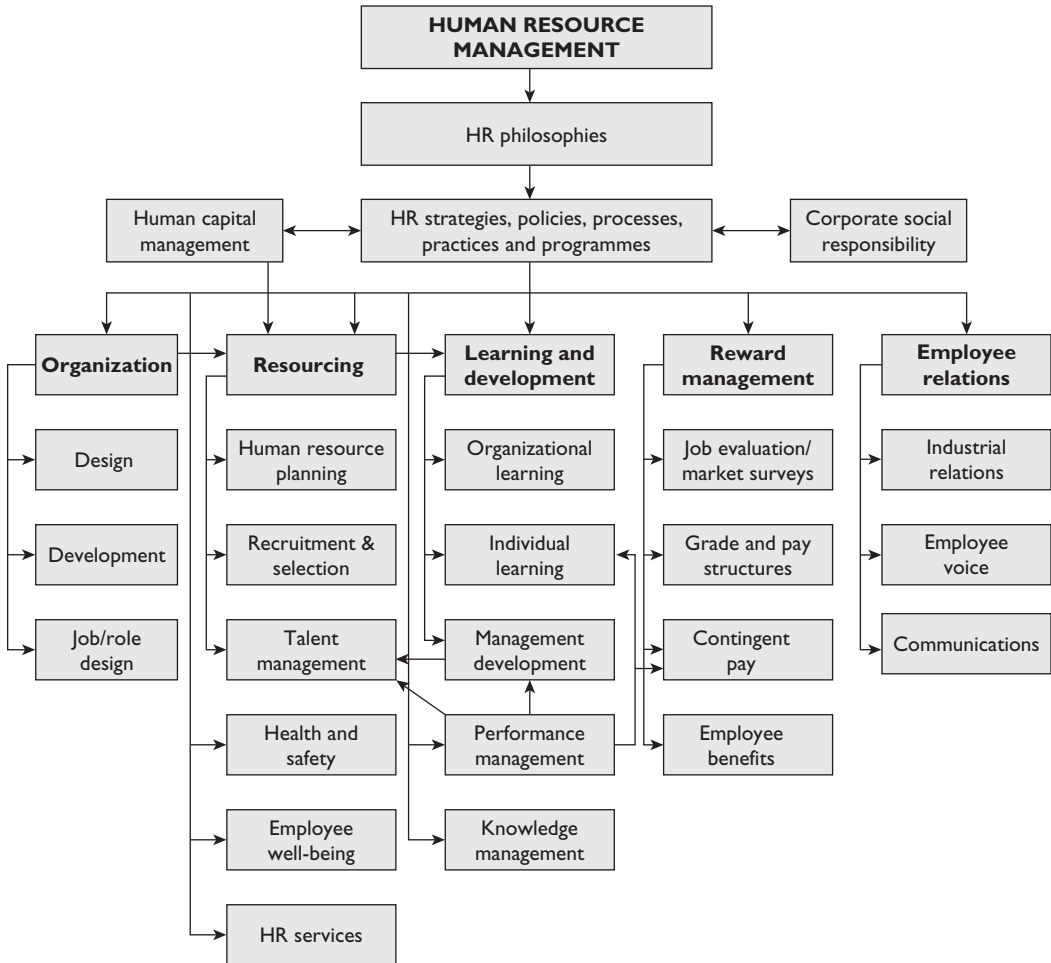 HUMAN RESOURCE
MANAGEMENT
HR philosophies
Human capital
management
HR strategies, policies, processes,
practices and programmes
Corporate social
responsibility
Organization
Resourcing
Learning and
development
Reward
management
Employee
relations
Design
Human resource
planning
Organizational
learning
Job evaluation/
market surveys
Industrial
relations
Development
Recruitment &
selection
Individual
learning
Grade and pay
structures
Employee
voice
Job/role
design
Talent
management
Management
development
Contingent
pay
Communications
Health and
safety
Performance
management
Employee
benefits
Employee
well-being
Knowledge
management
HR services